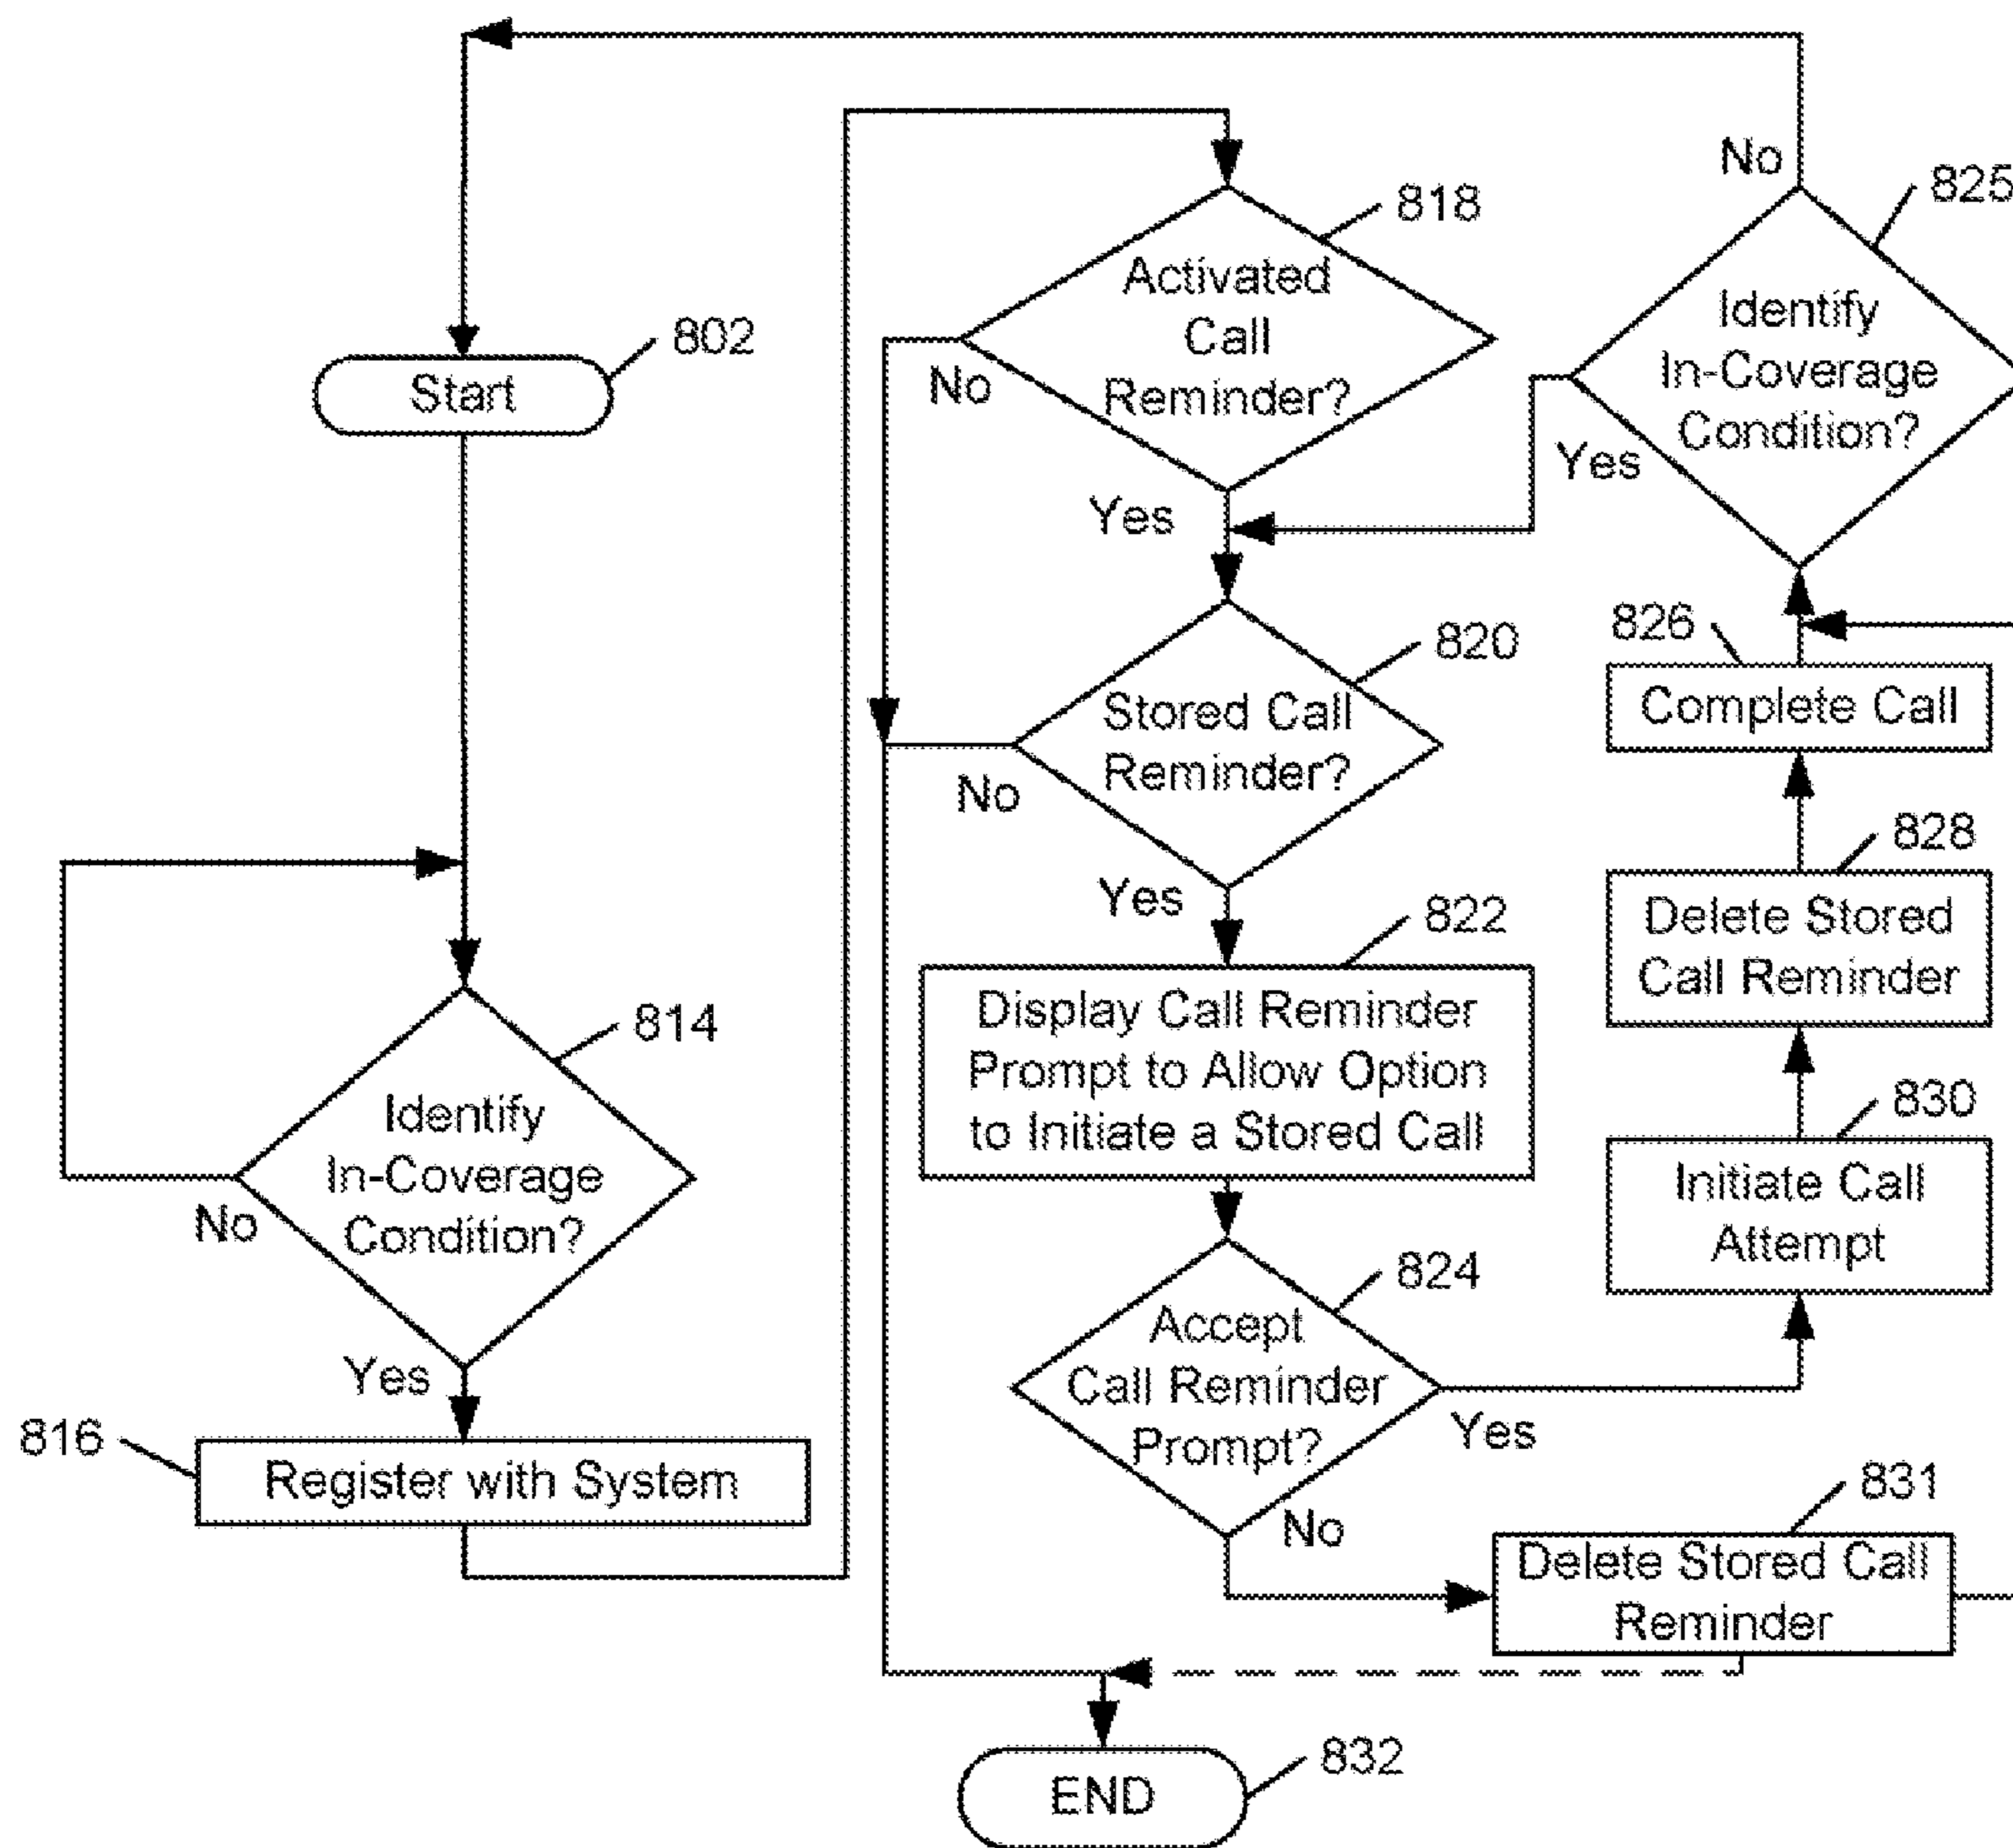 Start
802
Identify
In-Coverage
Condition?
814
No
Yes
816
Register with System
Activated
Call
Reminder?
818
No
Yes
Stored Call
Reminder?
820
No
Yes
822
Display Call Reminder
Prompt to Allow Option
to Initiate a Stored Call
Accept
Call Reminder
Prompt?
824
Yes
No
831
Delete Stored Call
Reminder
830
Initiate Call
Attempt
828
Delete Stored
Call Reminder
826
Complete Call
Identify
In-Coverage
Condition?
825
No
Yes
END
832